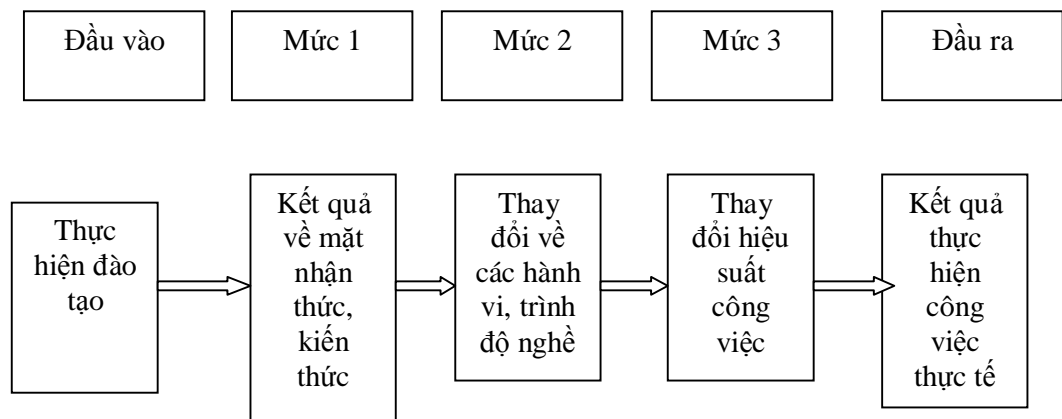 Đầu vào
Mức 1
Mức 2
Mức 3
Đầu ra
Thực
hiện đào
tạo
Kết quả
về mặt
nhận
thức,
kiến
thức
Thay
đổi về
các hành
vi, trình
độ nghề
Thay
đổi hiệu
suất
công
việc
Kết quả
thực
hiện
công
việc
thực tế